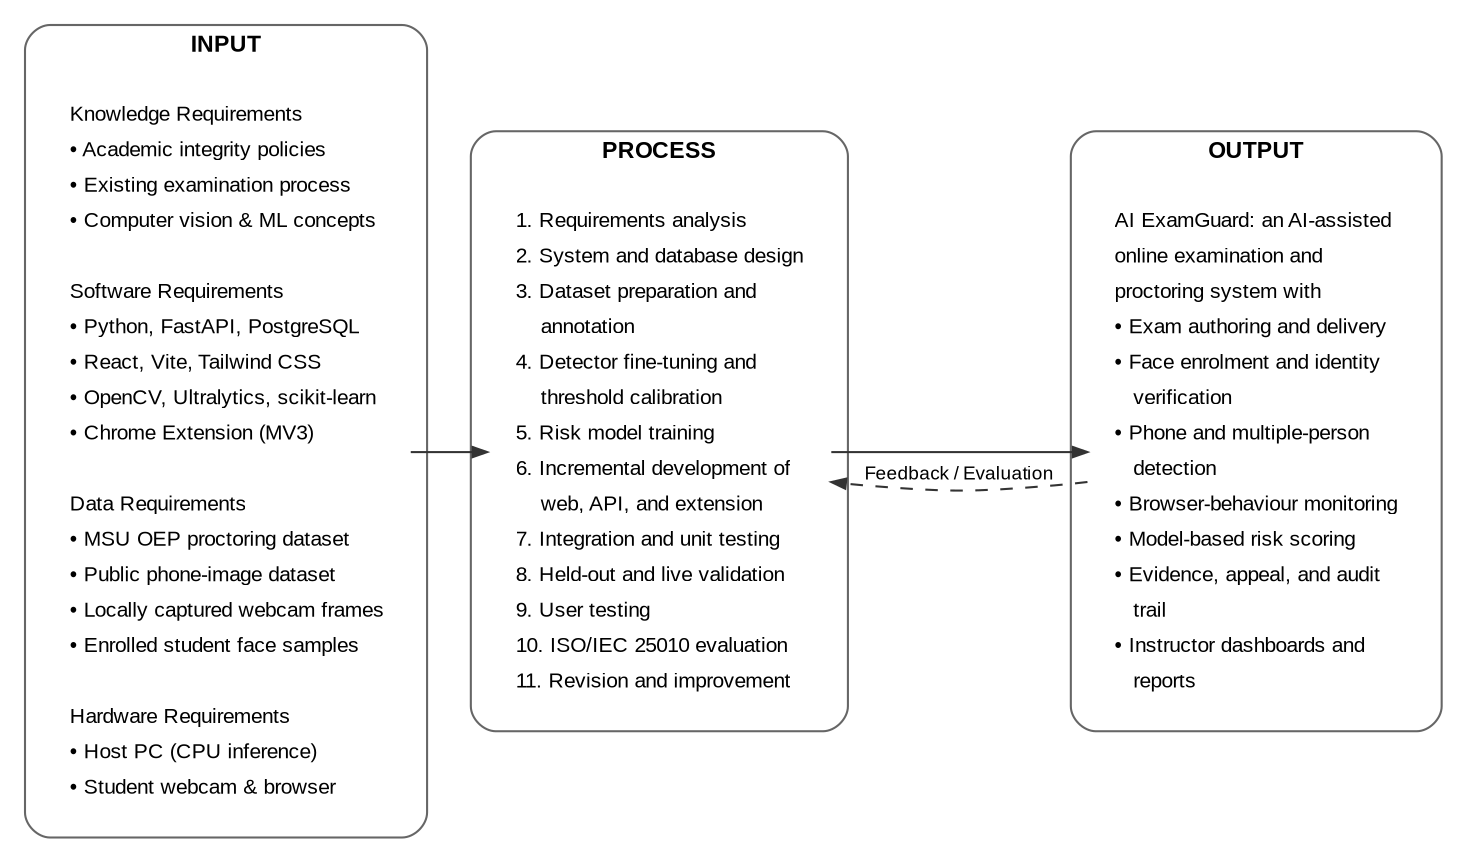 INPUT
Knowledge Requirements
• Academic integrity policies
• Existing examination process
• Computer vision & ML concepts
Software Requirements
• Python, FastAPI, PostgreSQL
• React, Vite, Tailwind CSS
• OpenCV, Ultralytics, scikit-learn
• Chrome Extension (MV3)
Data Requirements
• MSU OEP proctoring dataset
• Public phone-image dataset
• Locally captured webcam frames
• Enrolled student face samples
Hardware Requirements
• Host PC (CPU inference)
• Student webcam & browser
PROCESS
1. Requirements analysis
2. System and database design
3. Dataset preparation and
annotation
4. Detector fine-tuning and
threshold calibration
5. Risk model training
6. Incremental development of
web, API, and extension
7. Integration and unit testing
8. Held-out and live validation
9. User testing
10. ISO/IEC 25010 evaluation
11. Revision and improvement
Feedback / Evaluation
OUTPUT
AI ExamGuard: an AI-assisted
online examination and
proctoring system with
• Exam authoring and delivery
• Face enrolment and identity
verification
• Phone and multiple-person
detection
• Browser-behaviour monitoring
• Model-based risk scoring
• Evidence, appeal, and audit
trail
• Instructor dashboards and
reports